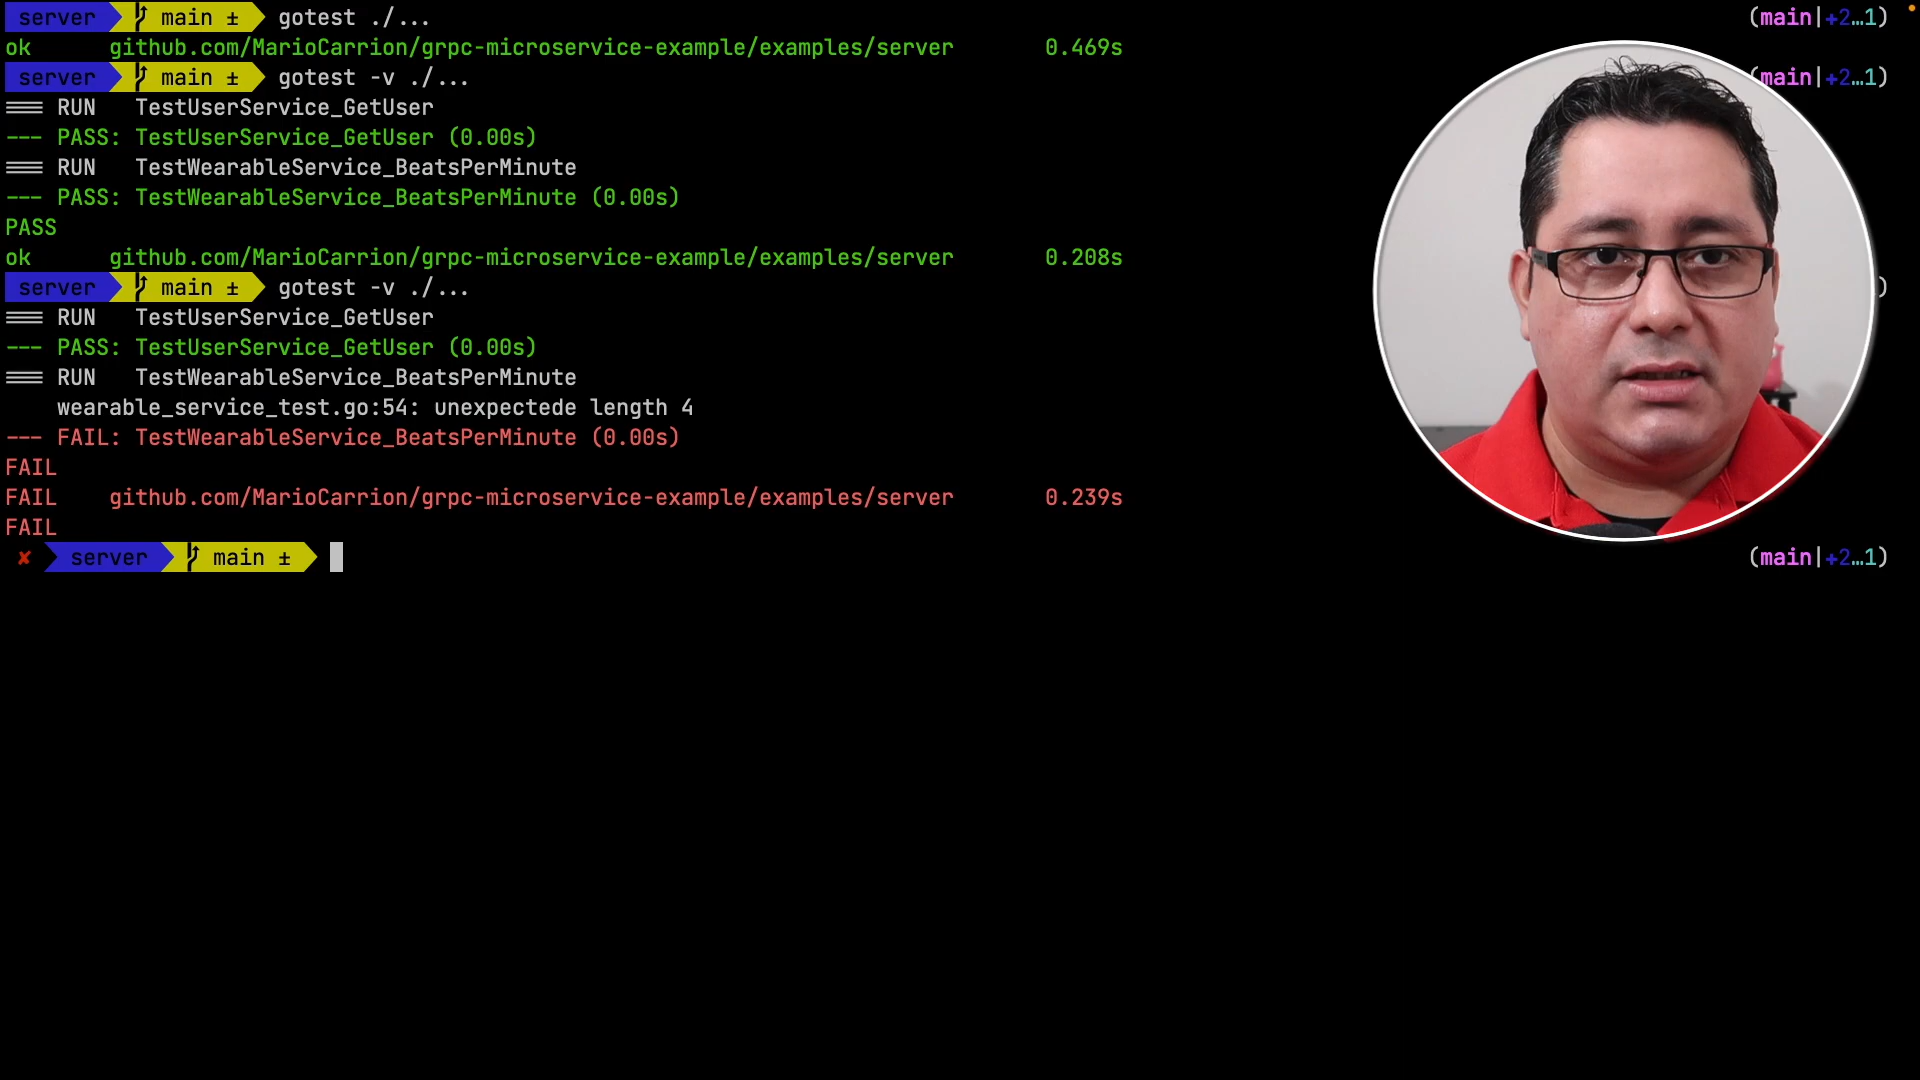 server main ± gotest ./... (main|+2…1)
ok github.com/MarioCarrion/grpc-microservice-example/examples/server 0.469s
server main ± gotest -v ./... (main|+2…1)
=== RUN TestUserService_GetUser
--- PASS: TestUserService_GetUser (0.00s)
=== RUN TestWearableService_BeatsPerMinute
--- PASS: TestWearableService_BeatsPerMinute (0.00s)
PASS
ok github.com/MarioCarrion/grpc-microservice-example/examples/server 0.208s
server main ± gotest -v ./... )
=== RUN TestUserService_GetUser
--- PASS: TestUserService_GetUser (0.00s)
=== RUN TestWearableService_BeatsPerMinute
wearable_service_test.go:54: unexpectede length 4
--- FAIL: TestWearableService_BeatsPerMinute (0.00s)
FAIL
FAIL github.com/MarioCarrion/grpc-microservice-example/examples/server 0.239s
FAIL
✘ server main ± (main|+2…1)